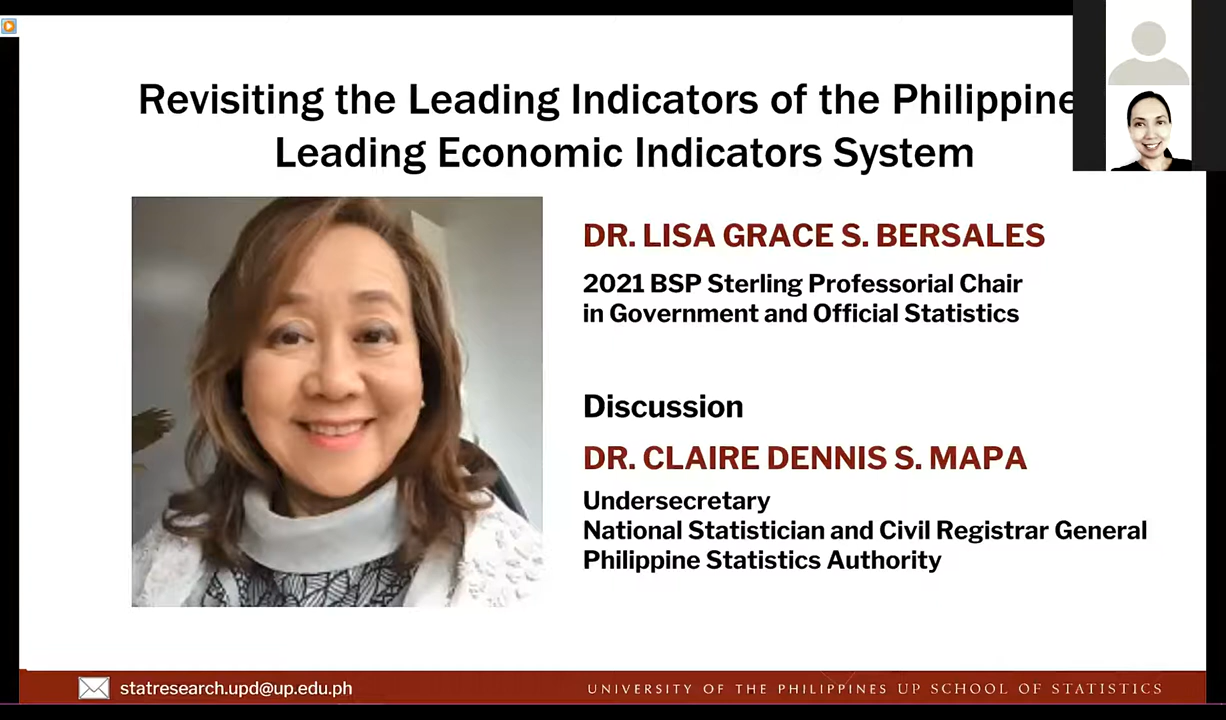 Revisiting the Leading Indicators of the Philippine
Leading Economic Indicators System
DR. LISA GRACE S. BERSALES
2021 BSP Sterling Professorial Chair
in Government and Official Statistics
Discussion
DR. CLAIRE DENNIS S. MAPA
Undersecretary
National Statistician and Civil Registrar General
Philippine Statistics Authority
statresearch.upd@up.edu.ph
UNIVERSITY OF THE PHILIPPINES UP SCHOOL OF STATISTICS